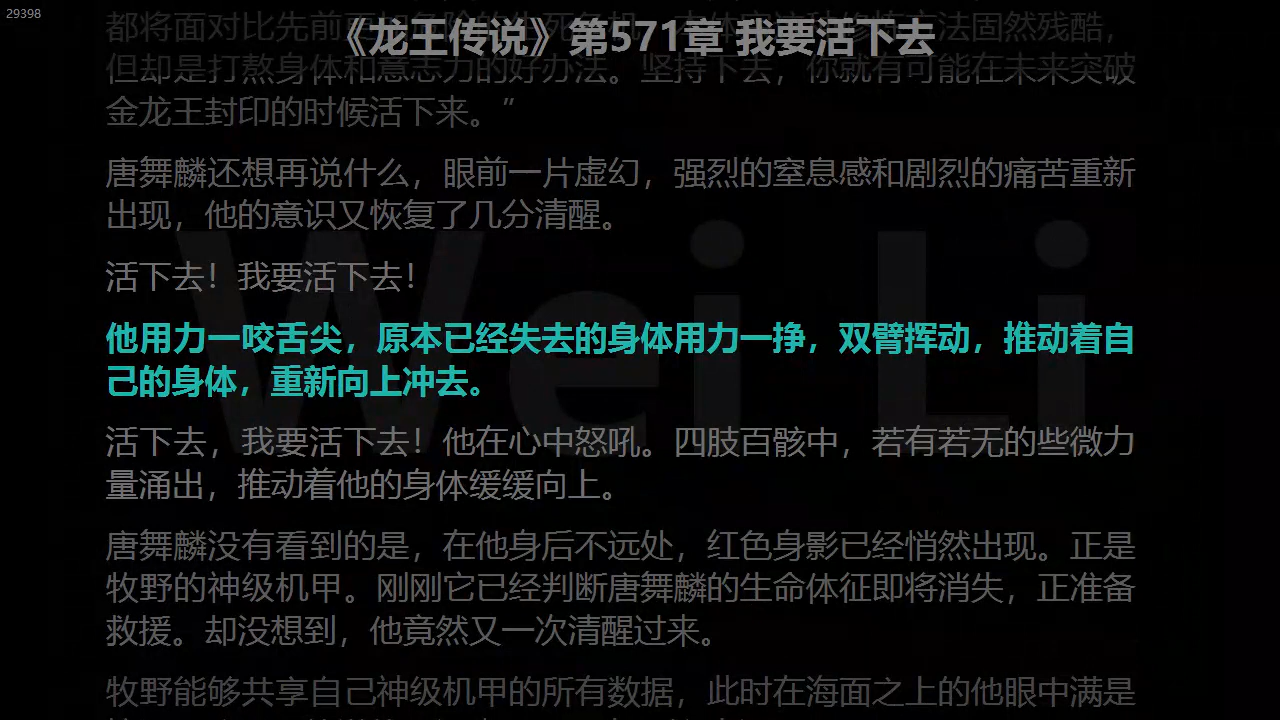 29398
《龙王传说》第571章 我要活下去
都将面对比先前
法固然残酷，
但却是打熬身体和意志力的好办法。坚持下去，你就有可能在未来突破
金龙王封印的时候活下来。”
唐舞麟还想再说什么，眼前一片虚幻，强烈的窒息感和剧烈的痛苦重新
出现，他的意识又恢复了几分清醒。
活下去！我要活下去！
他用力一咬舌尖，原本已经失去的身体用力一挣，双臂挥动，推动着自
己的身体，重新向上冲去。
活下去，我要活下去！他在心中怒吼。四肢百骸中，若有若无的些微力
量涌出，推动着他的身体缓缓向上。
唐舞麟没有看到的是，在他身后不远处，红色身影已经悄然出现。正是
牧野的神级机甲。刚刚它已经判断唐舞麟的生命体征即将消失，正准备
救援。却没想到，他竟然又一次清醒过来。
牧野能够共享自己神级机甲的所有数据，此时在海面之上的他眼中满是
Wei Li